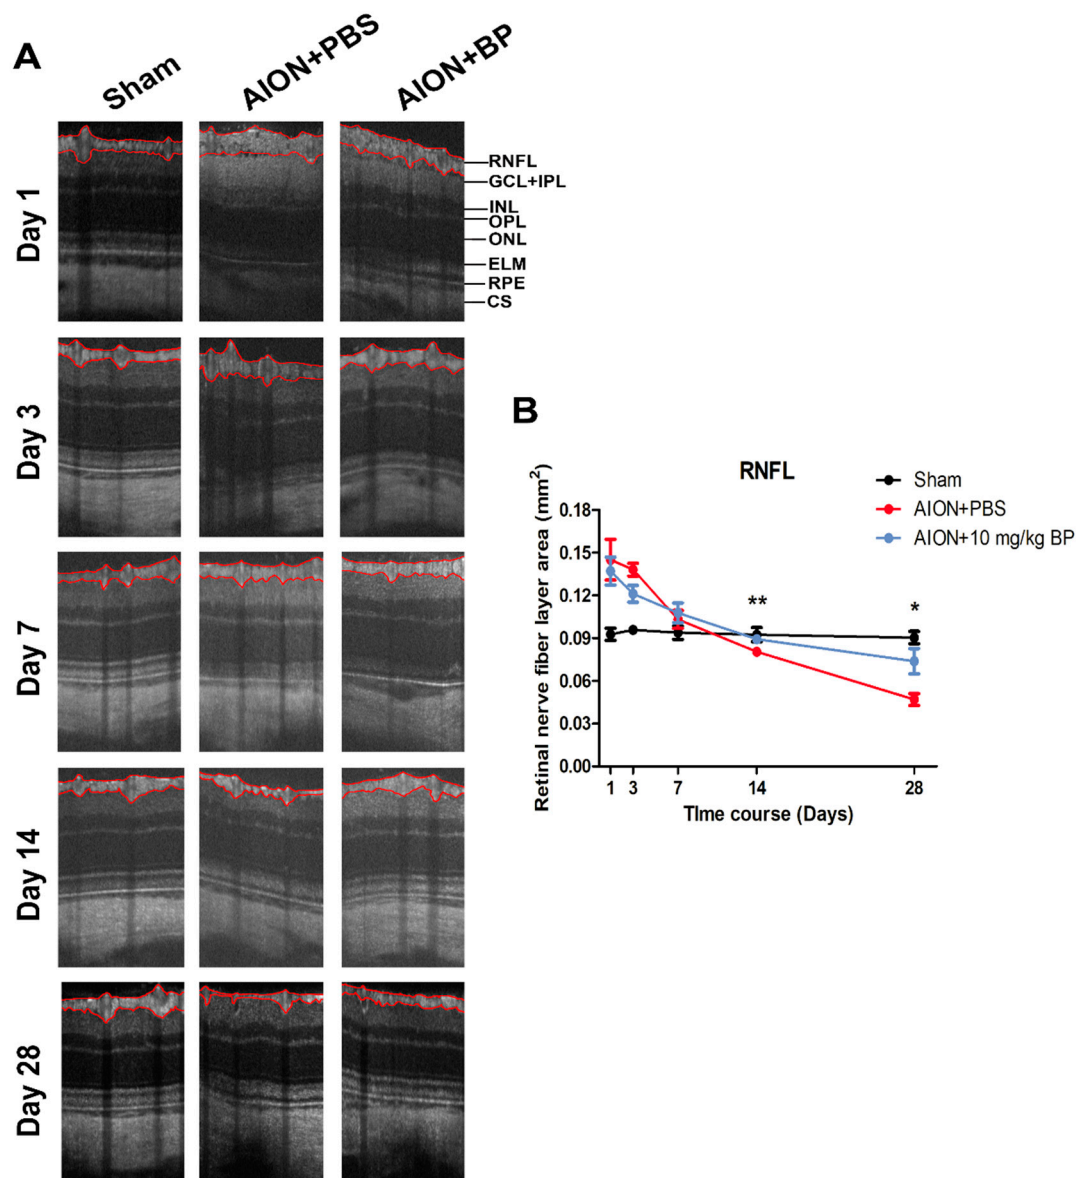 A
Sham
AION+PBS
AION+BP
Day 1
RNFL
GCL+IPL
INL
OPL
ONL
ELM
RPE
CS
Day 3
Day 7
Day 14
Day 28
B
RNFL
Sham
AION+PBS
AION+10 mg/kg BP
Retinal nerve fiber layer area (mm²)
0.18
0.15
0.12
0.09
0.06
0.03
0.00
**
*
1 3 7 14 28
TIme course (Days)